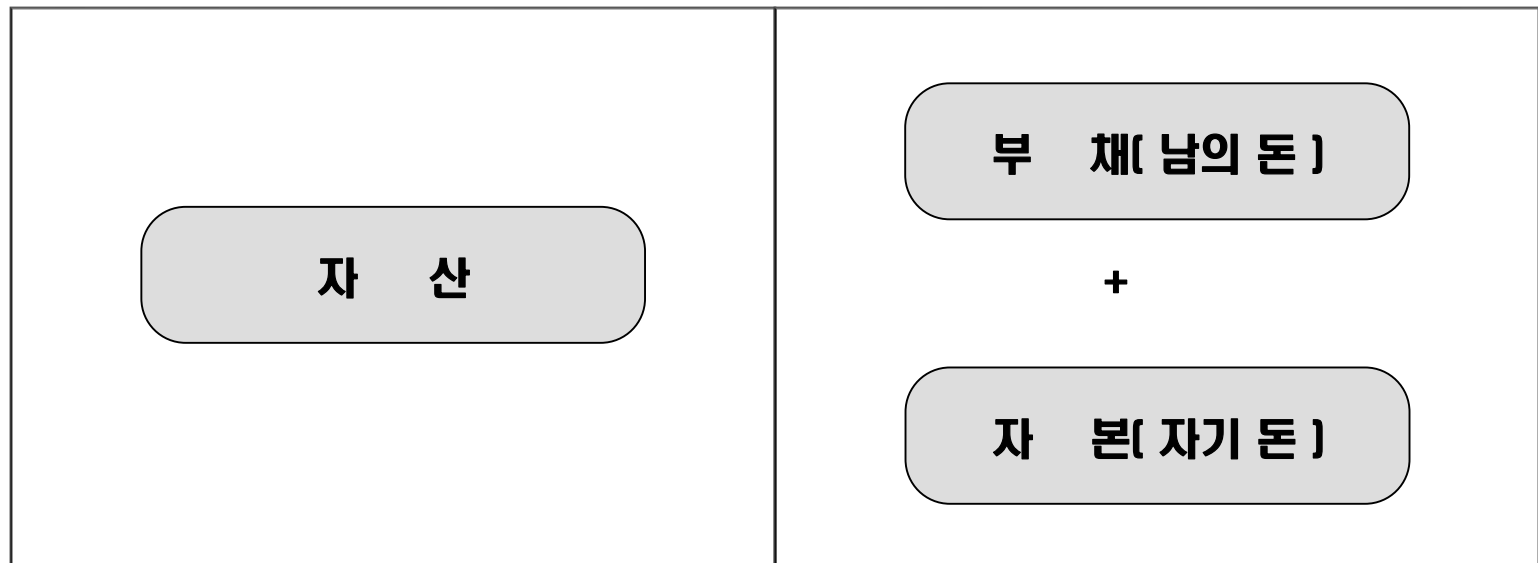 자 산
부 채( 남의 돈 )
+
자 본( 자기 돈 )